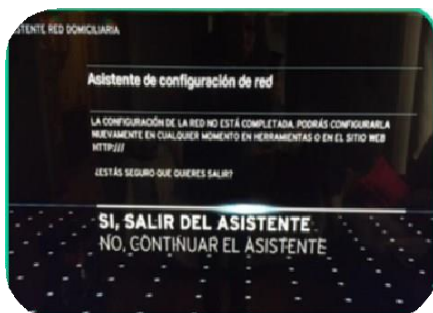 STENTE RED DOMICILIARIA
Asistente de configuración de red
LA CONFIGURACIÓN DE LA RED NO ESTÁ COMPLETADA. PODRÁS CONFIGURARLA
NUEVAMENTE EN CUALQUIER MOMENTO EN HERRAMIENTAS O EN EL SITIO WEB
HTTP:///
¿ESTÁS SEGURO QUE QUIERES SALIR?
SI, SALIR DEL ASISTENTE
NO, CONTINUAR EL ASISTENTE